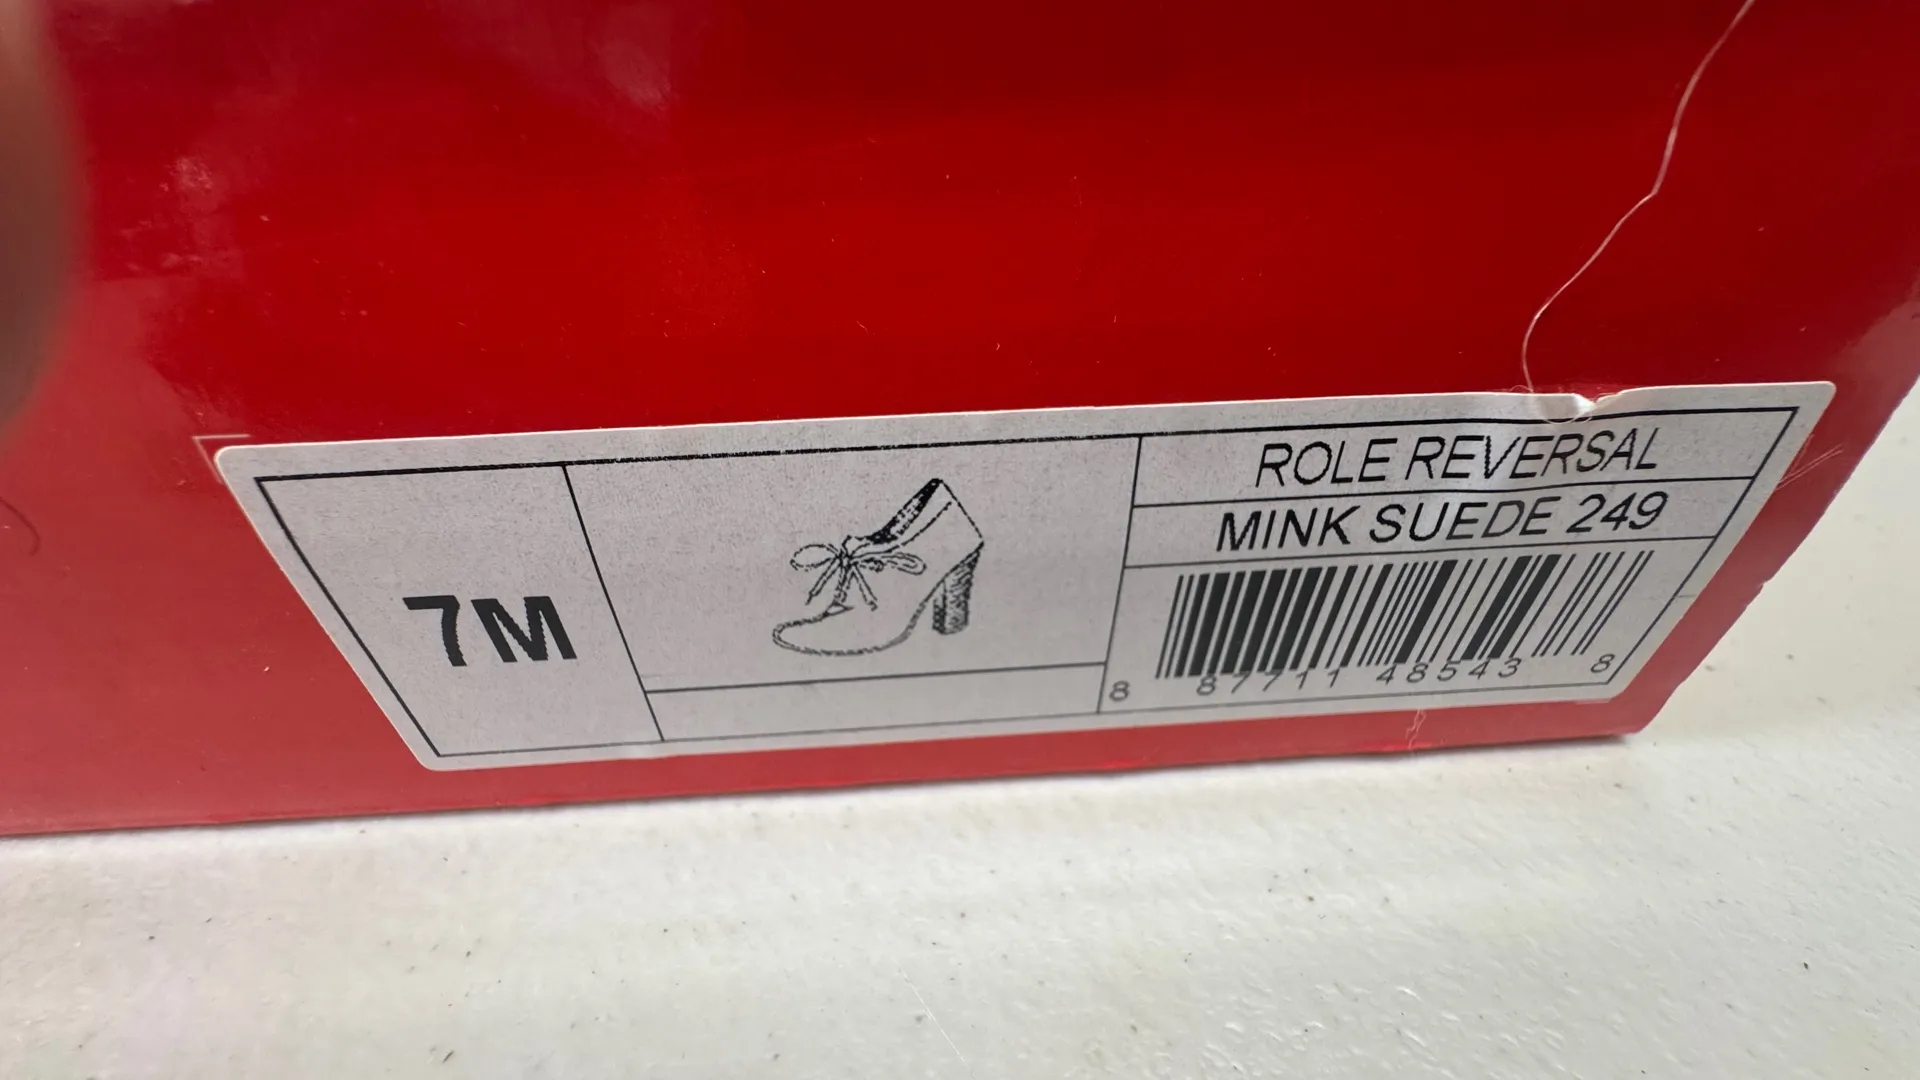 7M
ROLE REVERSAL
MINK SUEDE 249
8 87711 48543 8